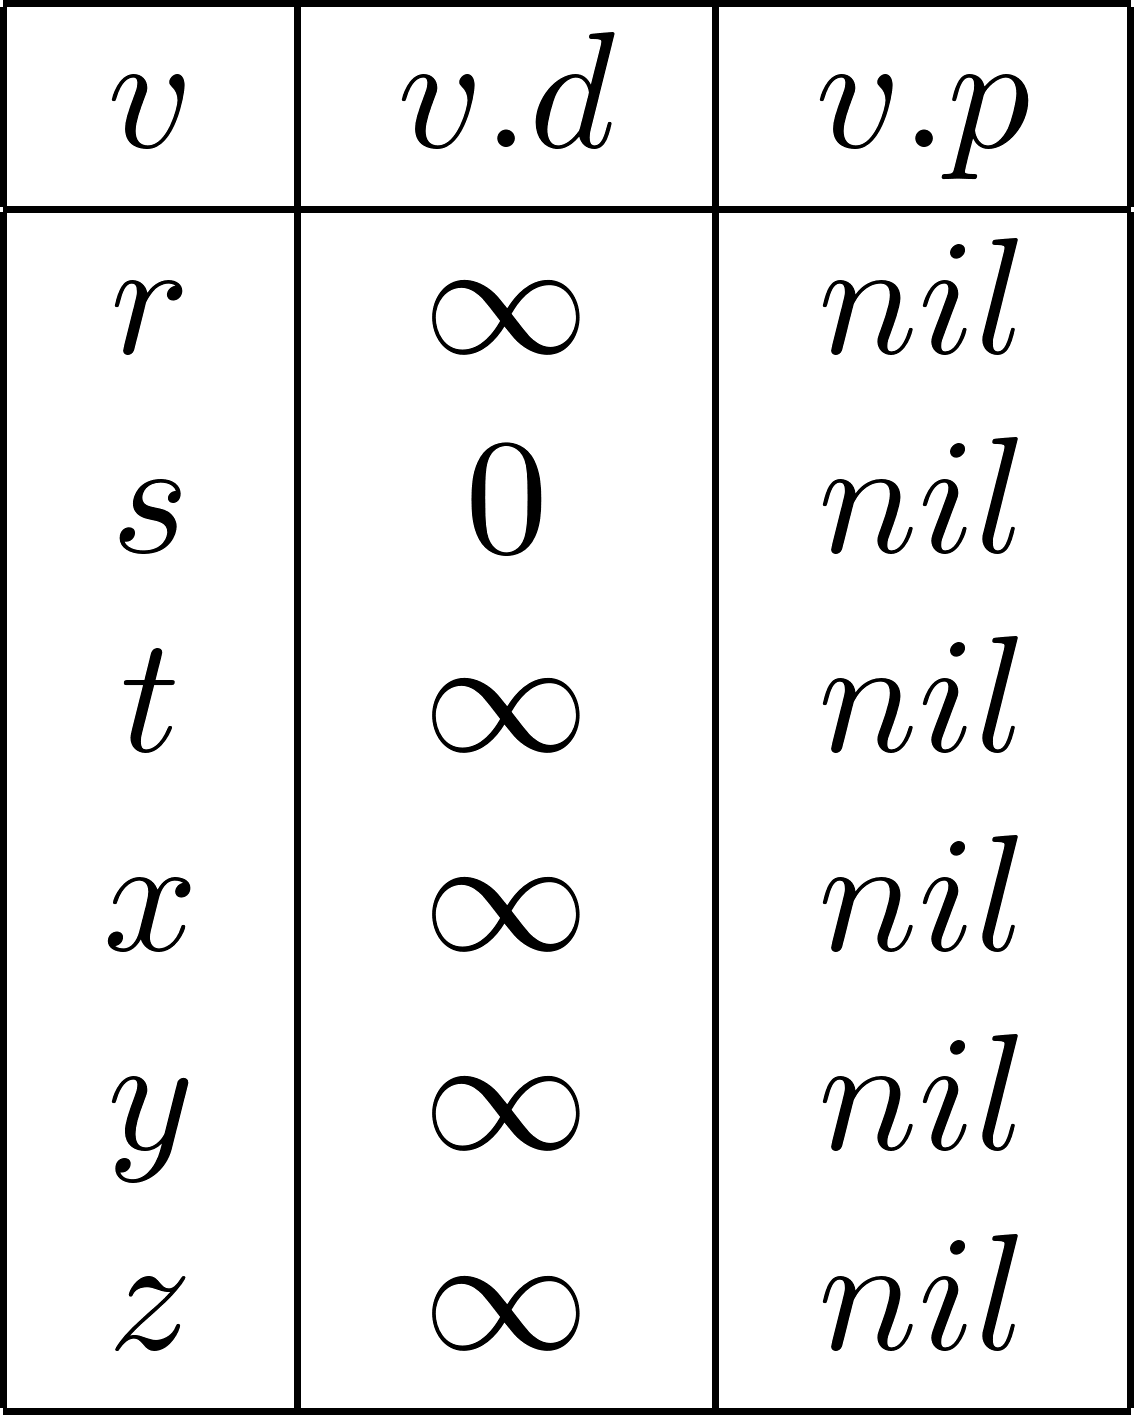 v v.d v.p
r ∞ nil
s 0 nil
t ∞ nil
x ∞ nil
y ∞ nil
z ∞ nil